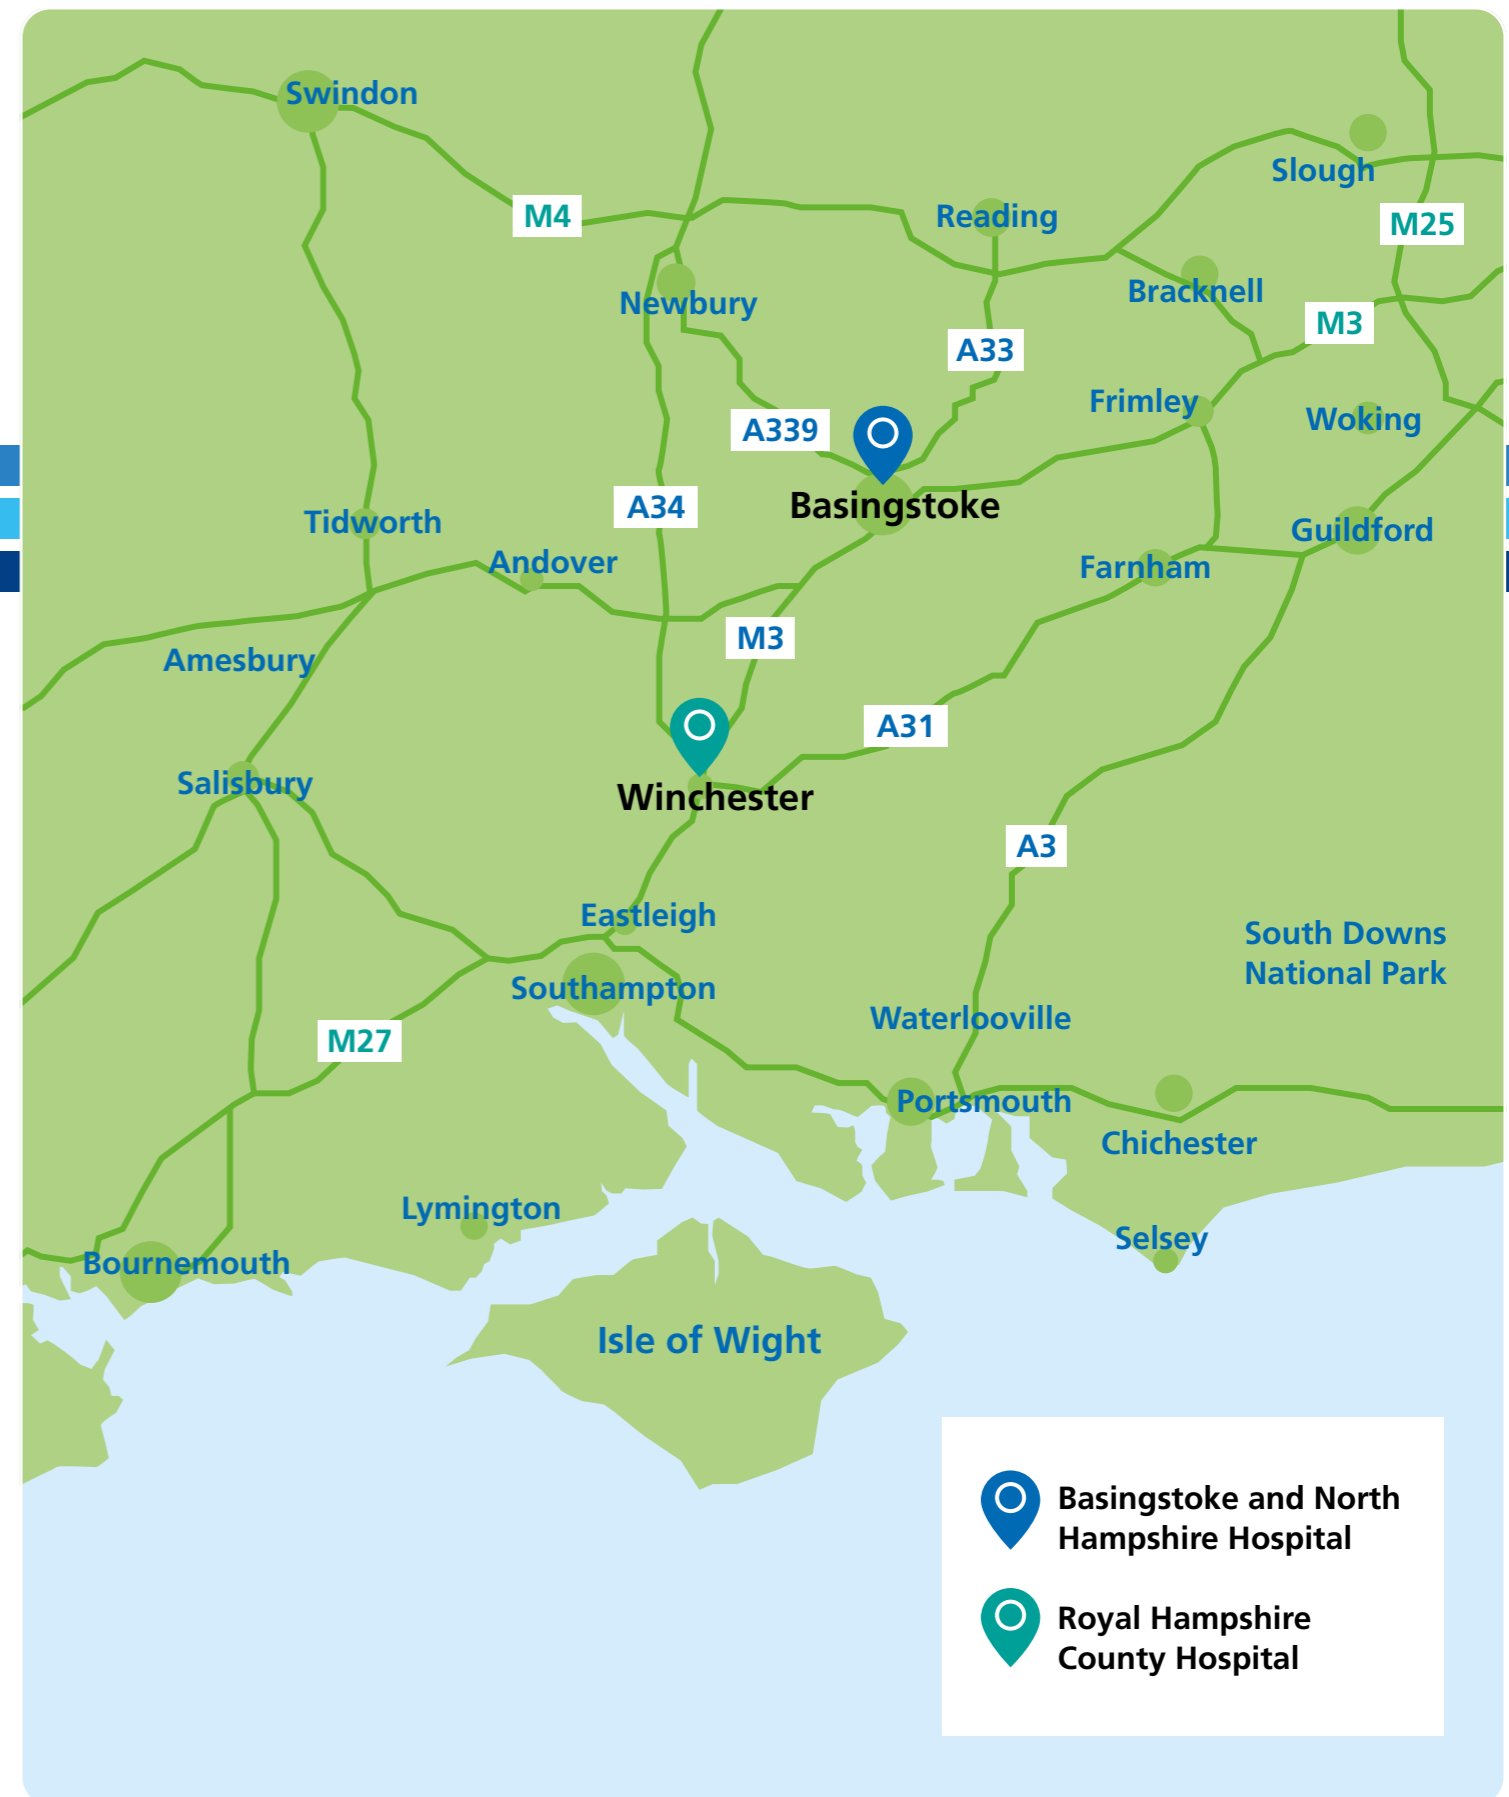 Swindon
Slough
M4
Reading
M25
Newbury
Bracknell
M3
A33
Frimley
A339
Woking
A34
Basingstoke
Tidworth
Guildford
Andover
Farnham
M3
Amesbury
A31
Salisbury
Winchester
A3
Eastleigh
South Downs
National Park
Southampton
Waterlooville
M27
Portsmouth
Chichester
Lymington
Selsey
Bournemouth
Isle of Wight
Basingstoke and North
Hampshire Hospital
Royal Hampshire
County Hospital